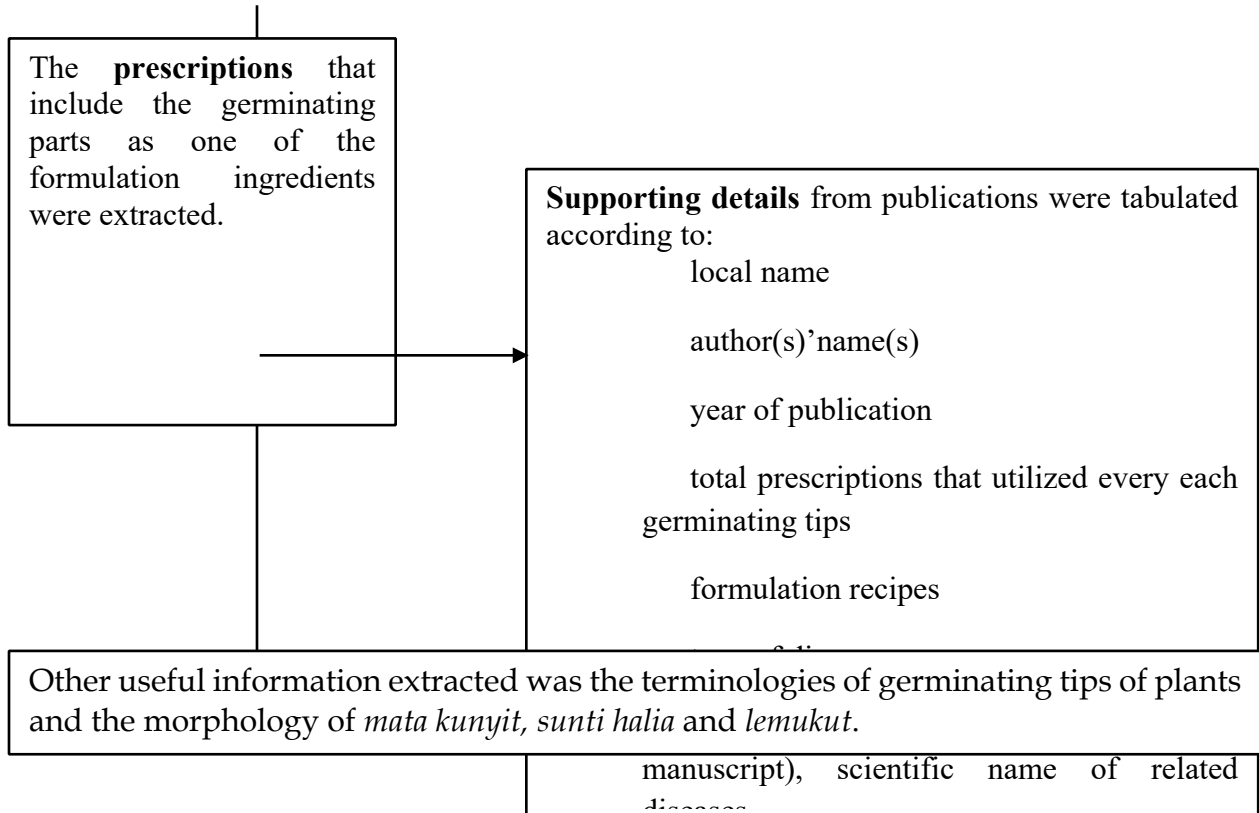 The prescriptions that
include the germinating
parts as one of the
formulation ingredients
were extracted.
Supporting details from publications were tabulated
according to:
local name
author(s)’name(s)
year of publication
total prescriptions that utilized every each
germinating tips
formulation recipes
Other useful information extracted was the terminologies of germinating tips of plants
and the morphology of mata kunyit, sunti halia and lemukut.
manuscript), scientific name of related
diseases